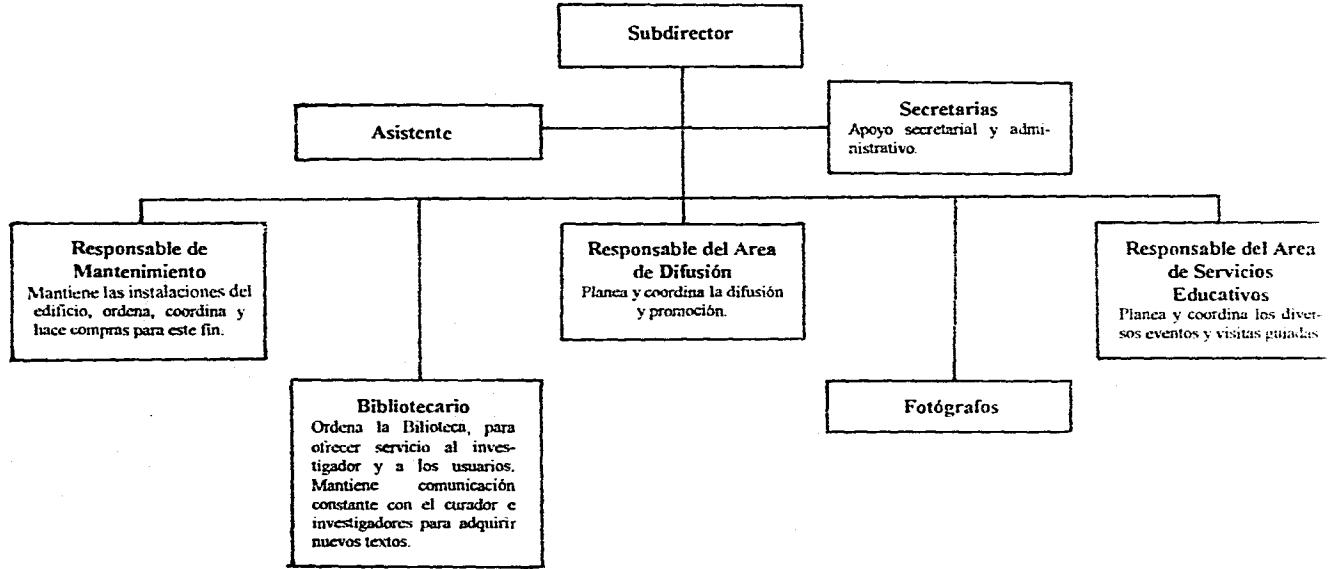 Subdirector
Asistente
Secretarias
Apoyo secretarial y admi-
nistrativo.
Responsable de
Mantenimiento
Mantiene las instalaciones del
edificio, ordena, coordina y
hace compras para este fin.
Responsable del Area
de Difusión
Planea y coordina la difusión
y promoción.
Responsable del Area
de Servicios
Educativos
Planea y coordina los diver-
sos eventos y visitas guiadas
Bibliotecario
Ordena la Bilioteca, para
ofrecer servicio al inves-
tigador y a los usuarios.
Mantiene comunicación
constante con el curador e
investigadores para adquirir
nuevos textos.
Fotógrafos